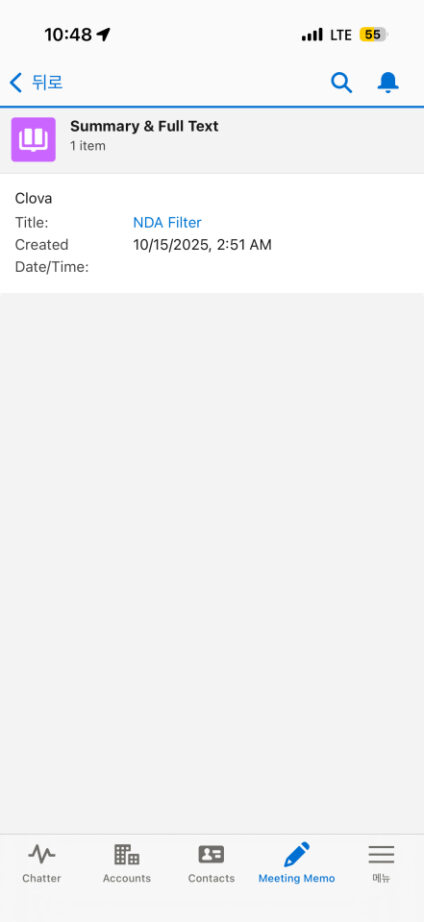 10:48
LTE 55
뒤로
Summary & Full Text
1 item
Clova
Title: NDA Filter
Created Date/Time: 10/15/2025, 2:51 AM
Chatter
Accounts
Contacts
Meeting Memo
메뉴